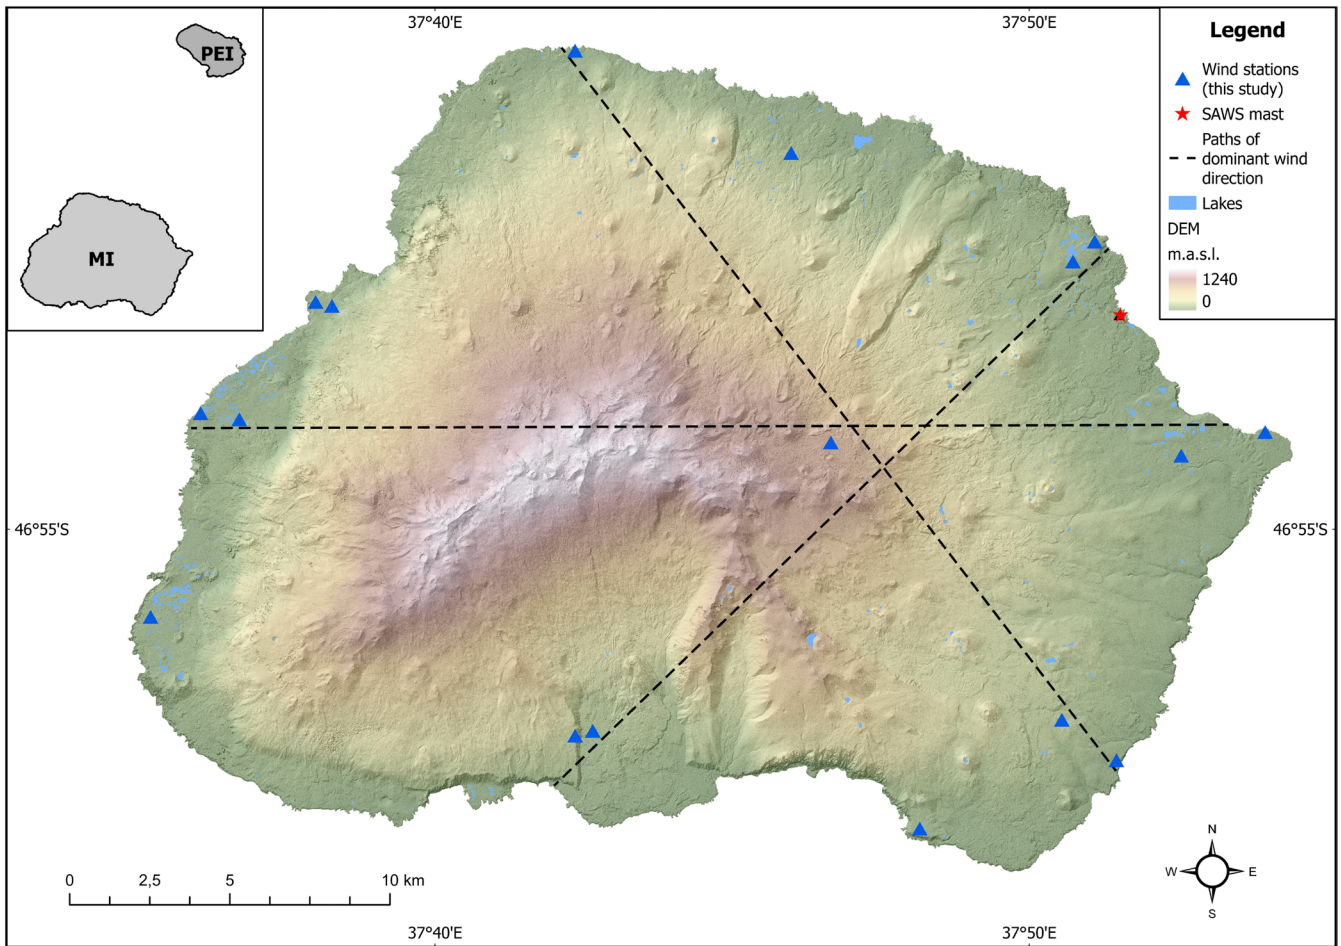 37°40'E
37°50'E
PEI
MI
Legend
Wind stations
(this study)
SAWS mast
Paths of
dominant wind
direction
Lakes
DEM
m.a.s.l.
1240
0
46°55'S
46°55'S
0
2,5
5
10 km
N
W
E
S
37°40'E
37°50'E